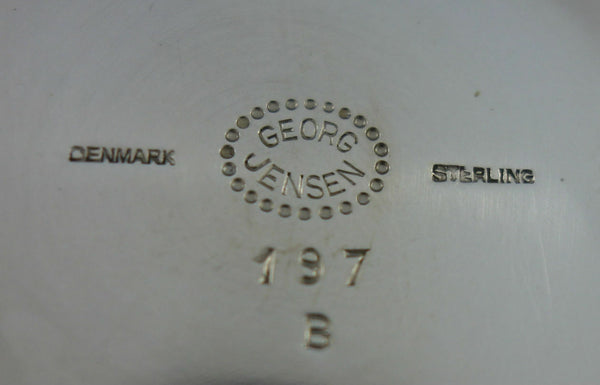 GEORG
JENSEN
DENMARK
STERLING
197
B